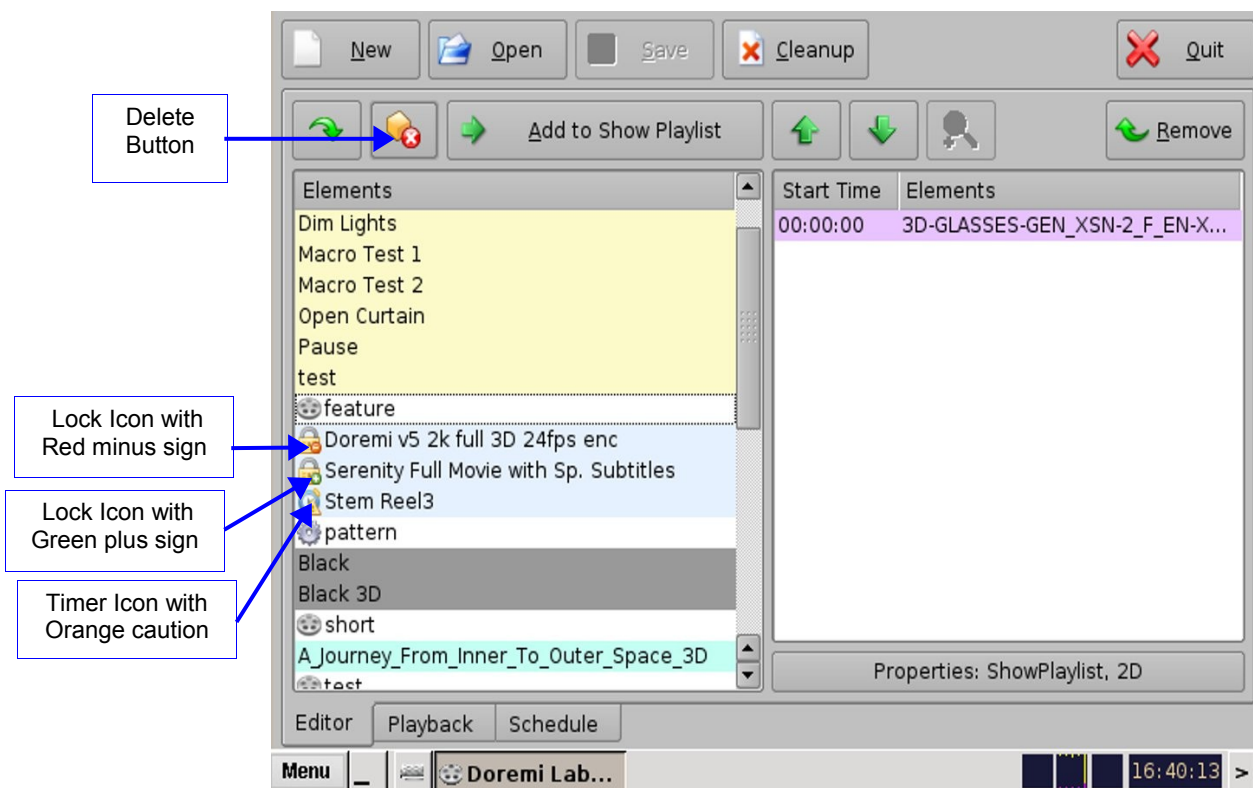 New
Open
Save
Cleanup
Quit
Delete
Button
Add to Show Playlist
Remove
Elements
Dim Lights
Macro Test 1
Macro Test 2
Open Curtain
Pause
test
feature
Doremi v5 2k full 3D 24fps enc
Serenity Full Movie with Sp. Subtitles
Stem Reel3
pattern
Black
Black 3D
short
A_Journey_From_Inner_To_Outer_Space_3D
test
Start Time Elements
00:00:00 3D-GLASSES-GEN_XSN-2_F_EN-X...
Properties: ShowPlaylist, 2D
Lock Icon with
Red minus sign
Lock Icon with
Green plus sign
Timer Icon with
Orange caution
Editor Playback Schedule
Menu _ Doremi Lab... 16:40:13 >